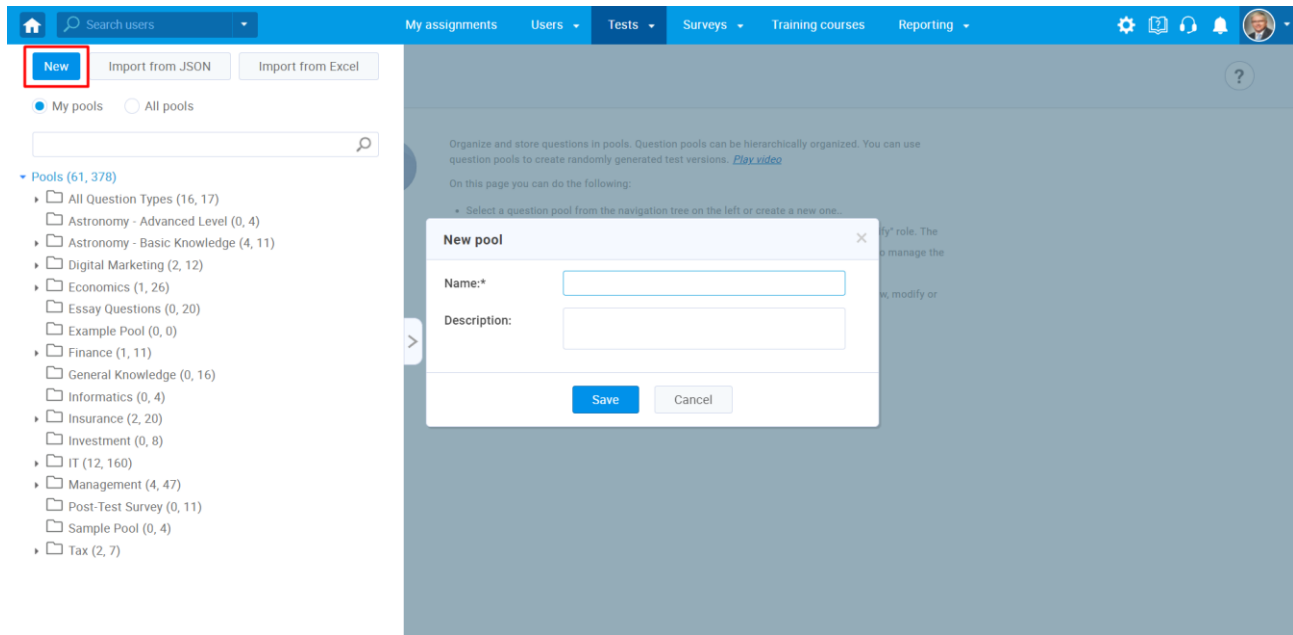 Search users
My assignments
Users
Tests
Surveys
Training courses
Reporting
New
Import from JSON
Import from Excel
My pools
All pools
Pools (61, 378)
All Question Types (16, 17)
Astronomy - Advanced Level (0, 4)
Astronomy - Basic Knowledge (4, 11)
Digital Marketing (2, 12)
Economics (1, 26)
Essay Questions (0, 20)
Example Pool (0, 0)
Finance (1, 11)
General Knowledge (0, 16)
Informatics (0, 4)
Insurance (2, 20)
Investment (0, 8)
IT (12, 160)
Management (4, 47)
Post-Test Survey (0, 11)
Sample Pool (0, 4)
Tax (2, 7)
?
Organize and store questions in pools. Question pools can be hierarchically organized. You can use
question pools to create randomly generated test versions. Play video
On this page you can do the following:
• Select a question pool from the navigation tree on the left or create a new one..
role. The
manage the
modify or
New pool
Name:*
Description:
Save
Cancel